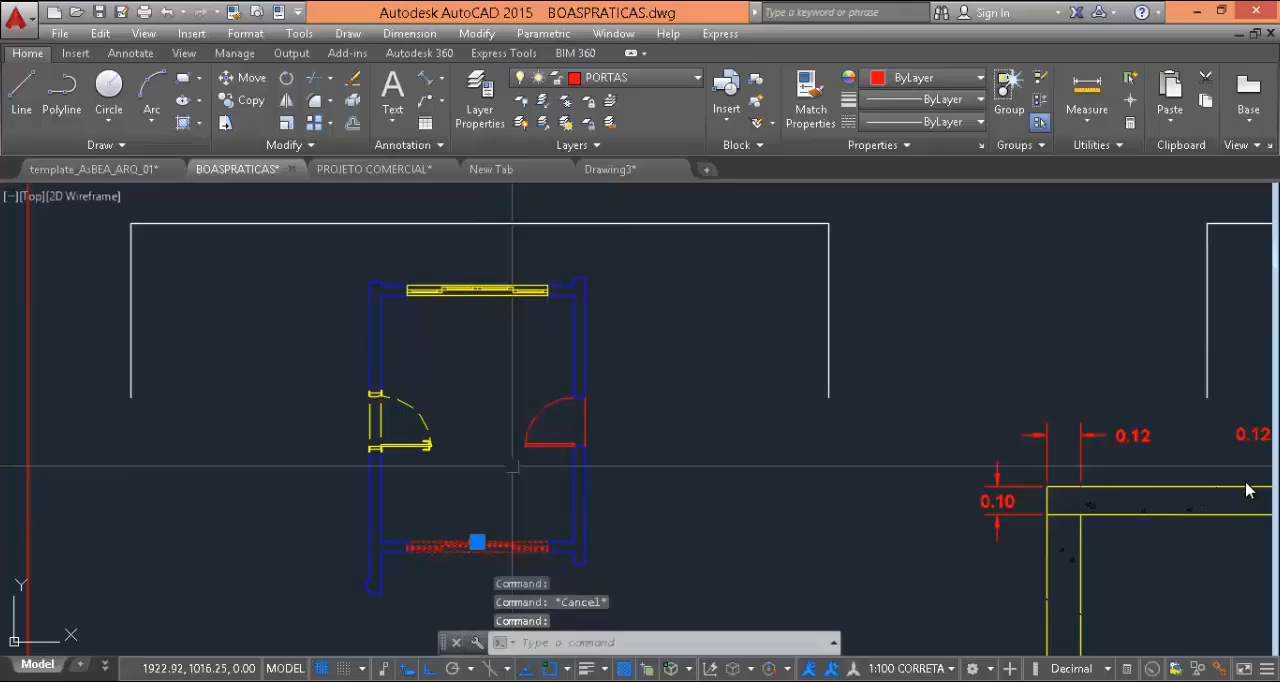 Autodesk AutoCAD 2015 BOASPRATICAS.dwg
Type a keyword or phrase
Sign In
File Edit View Insert Format Tools Draw Dimension Modify Parametric Window Help Express
Home Insert Annotate View Manage Output Add-ins Autodesk 360 Express Tools BIM 360
Line Polyline Circle Arc
Move
Copy
Text
Layer Properties
PORTAS
Insert
Match Properties
ByLayer
ByLayer
ByLayer
Group
Measure
Paste
Base
Draw Modify Annotation Layers Block Properties Groups Utilities Clipboard View
template_AsBEA_ARQ_01* BOASPRATICAS* PROJETO COMERCIAL* New Tab Drawing3*
[−][Top][2D Wireframe]
0.12 0.12
0.10
Command:
Command: *Cancel*
Command:
Y
X
Type a command
Model
1922.92, 1016.25, 0.00 MODEL 1:100 CORRETA Decimal